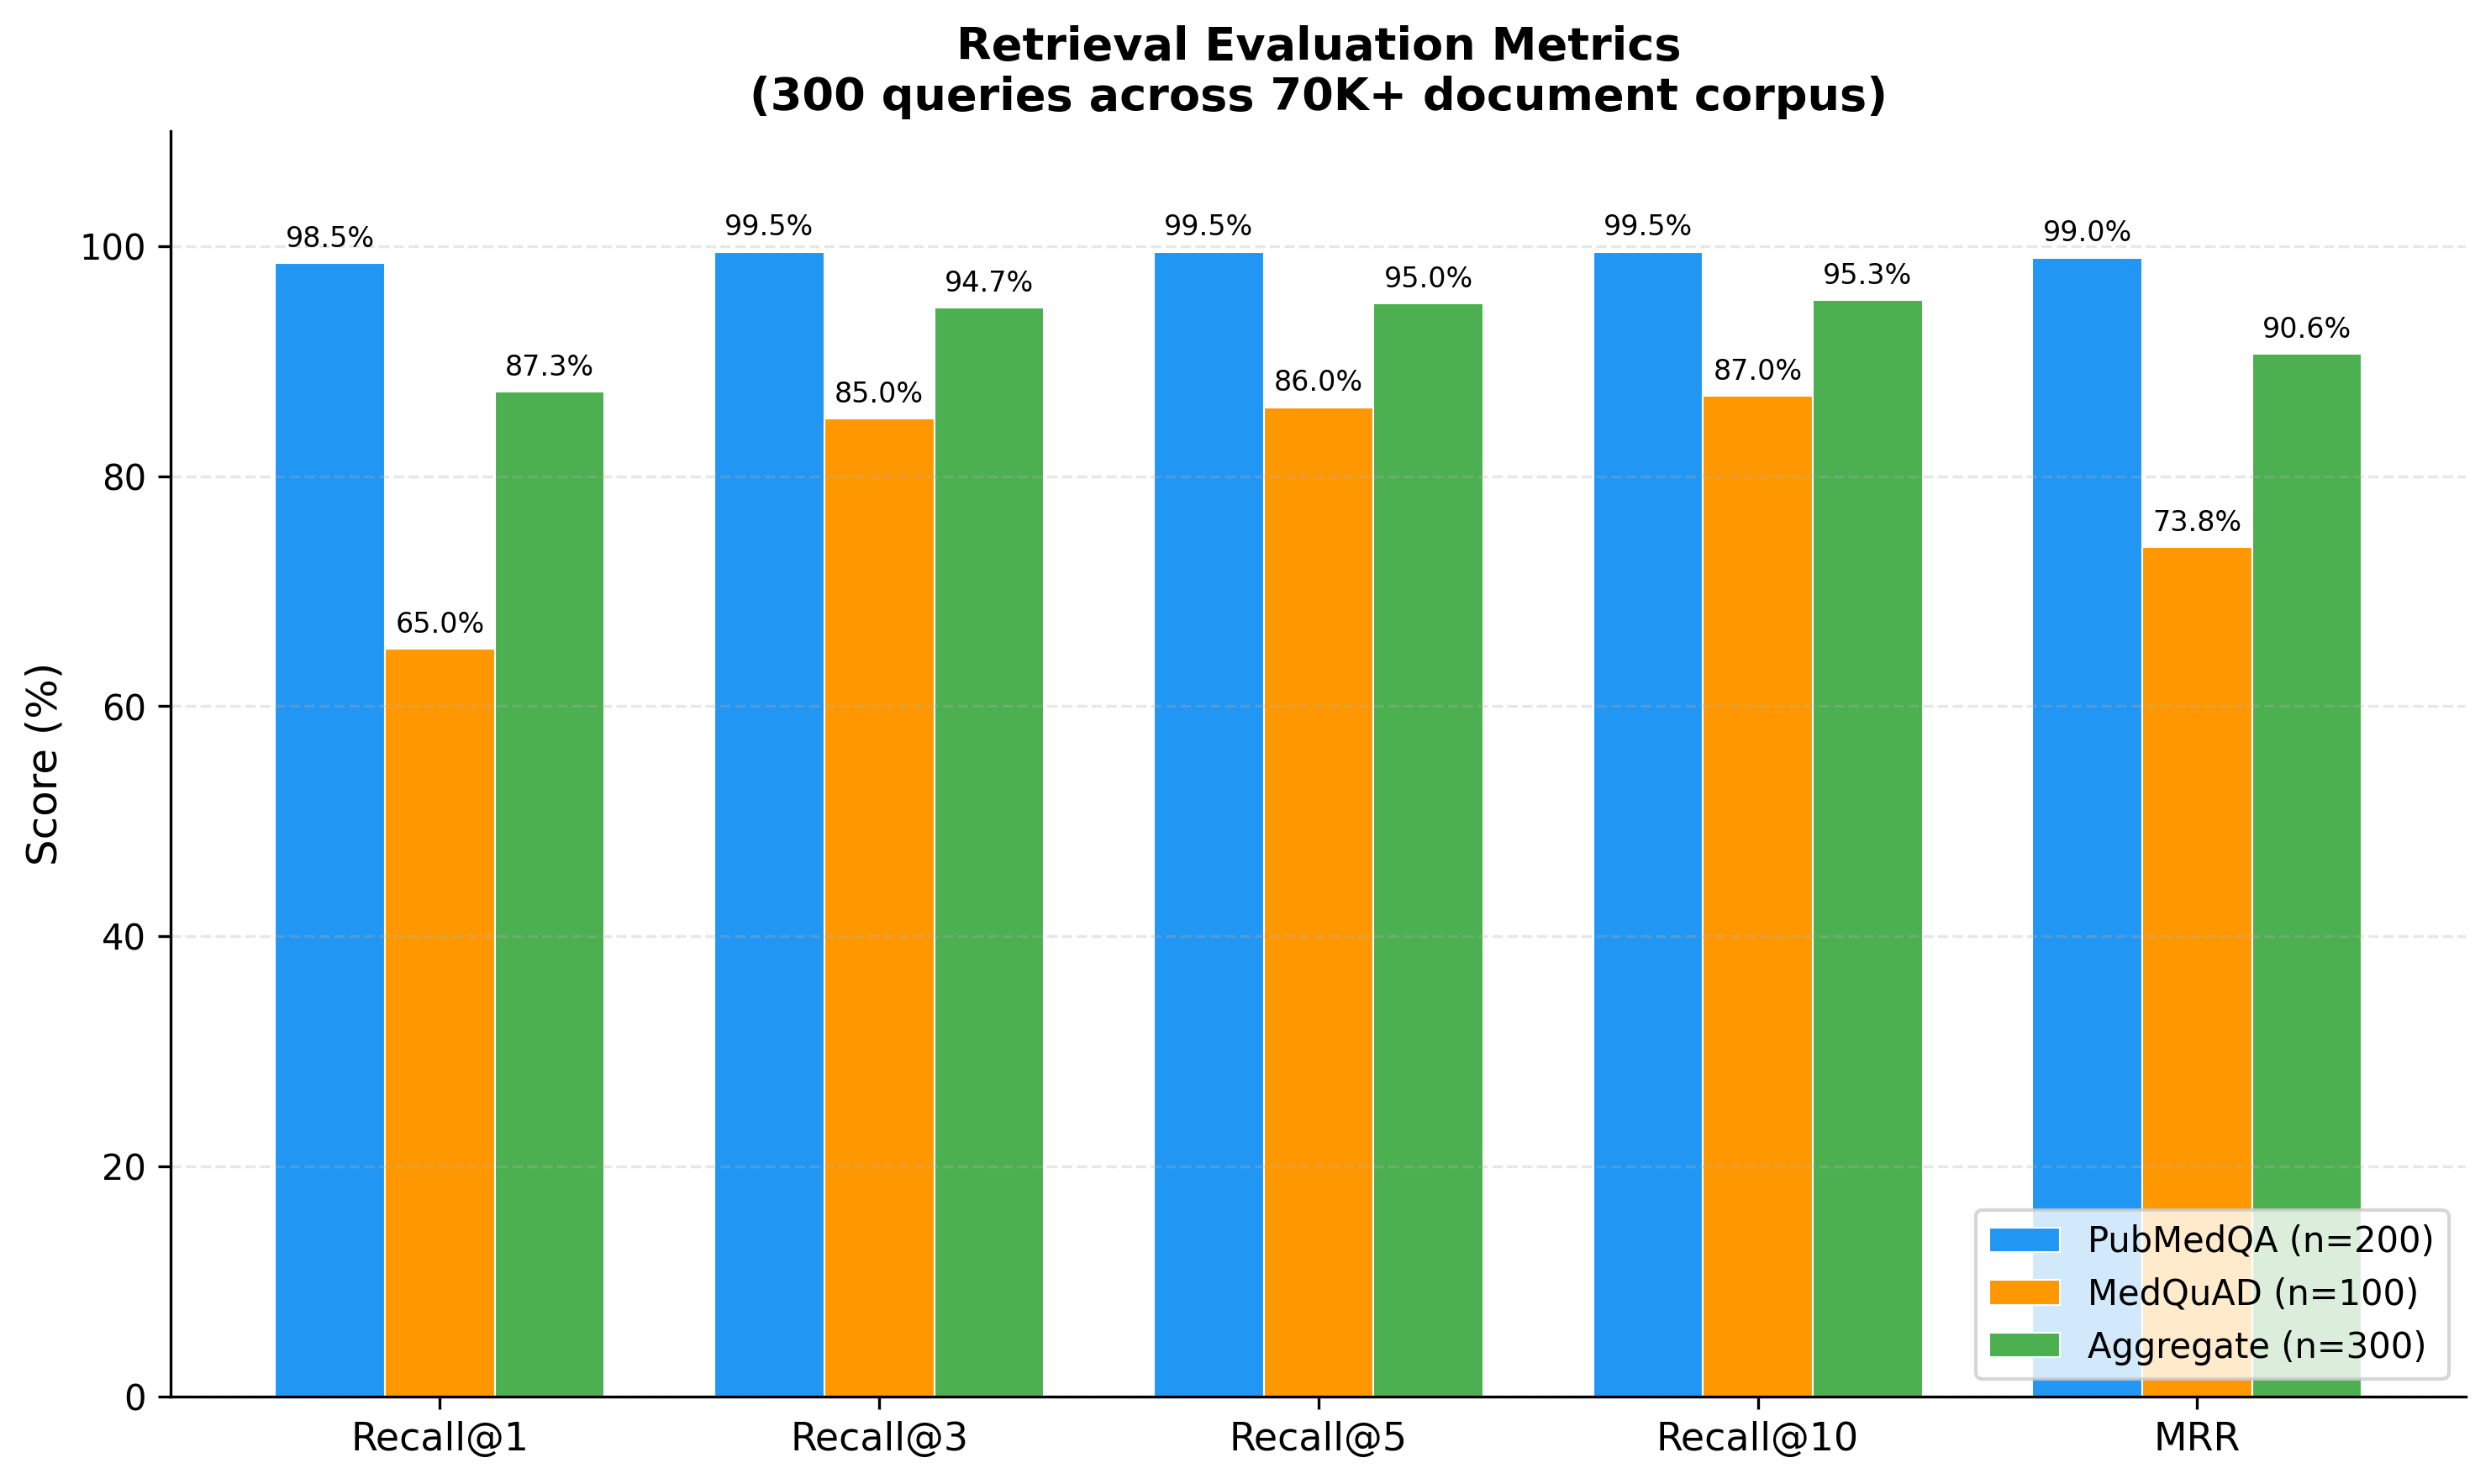 Retrieval Evaluation Metrics
(300 queries across 70K+ document corpus)
Score (%)
100
80
60
40
20
0
98.5%
65.0%
87.3%
99.5%
85.0%
94.7%
99.5%
86.0%
95.0%
99.5%
87.0%
95.3%
99.0%
73.8%
90.6%
PubMedQA (n=200)
MedQuAD (n=100)
Aggregate (n=300)
Recall@1
Recall@3
Recall@5
Recall@10
MRR